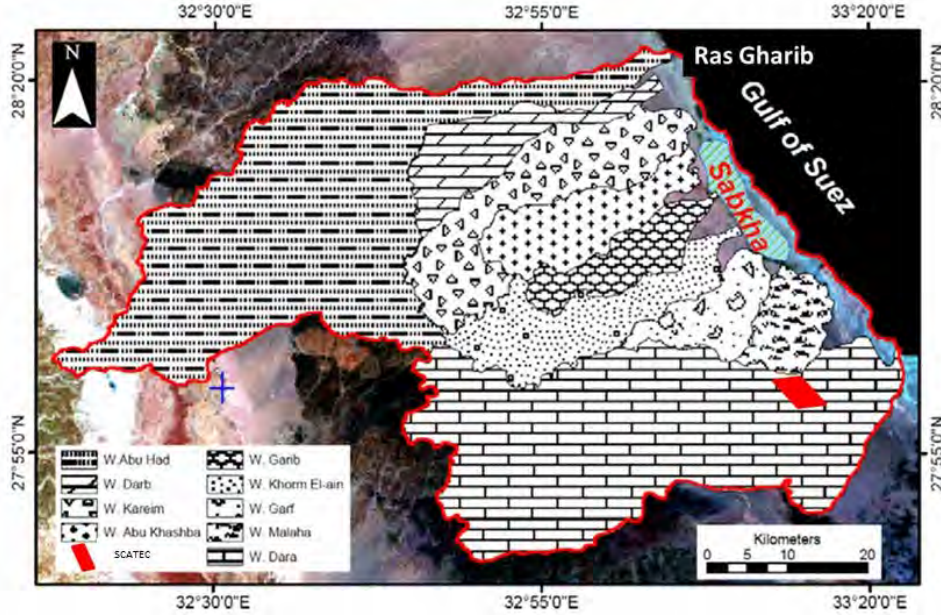 32°30'0"E 32°55'0"E 33°20'0"E
28°20'0"N
28°20'0"N
N
Ras Gharib
Gulf of Suez
Sabkha
27°55'0"N
27°55'0"N
W.Abu Had
W. Darb
W. Kareim
W. Abu Khashba
SCATEC
W. Garib
W. Khorm El-ain
W. Garf
W. Malaha
W. Dara
Kilometers
0 5 10 20
32°30'0"E 32°55'0"E 33°20'0"E